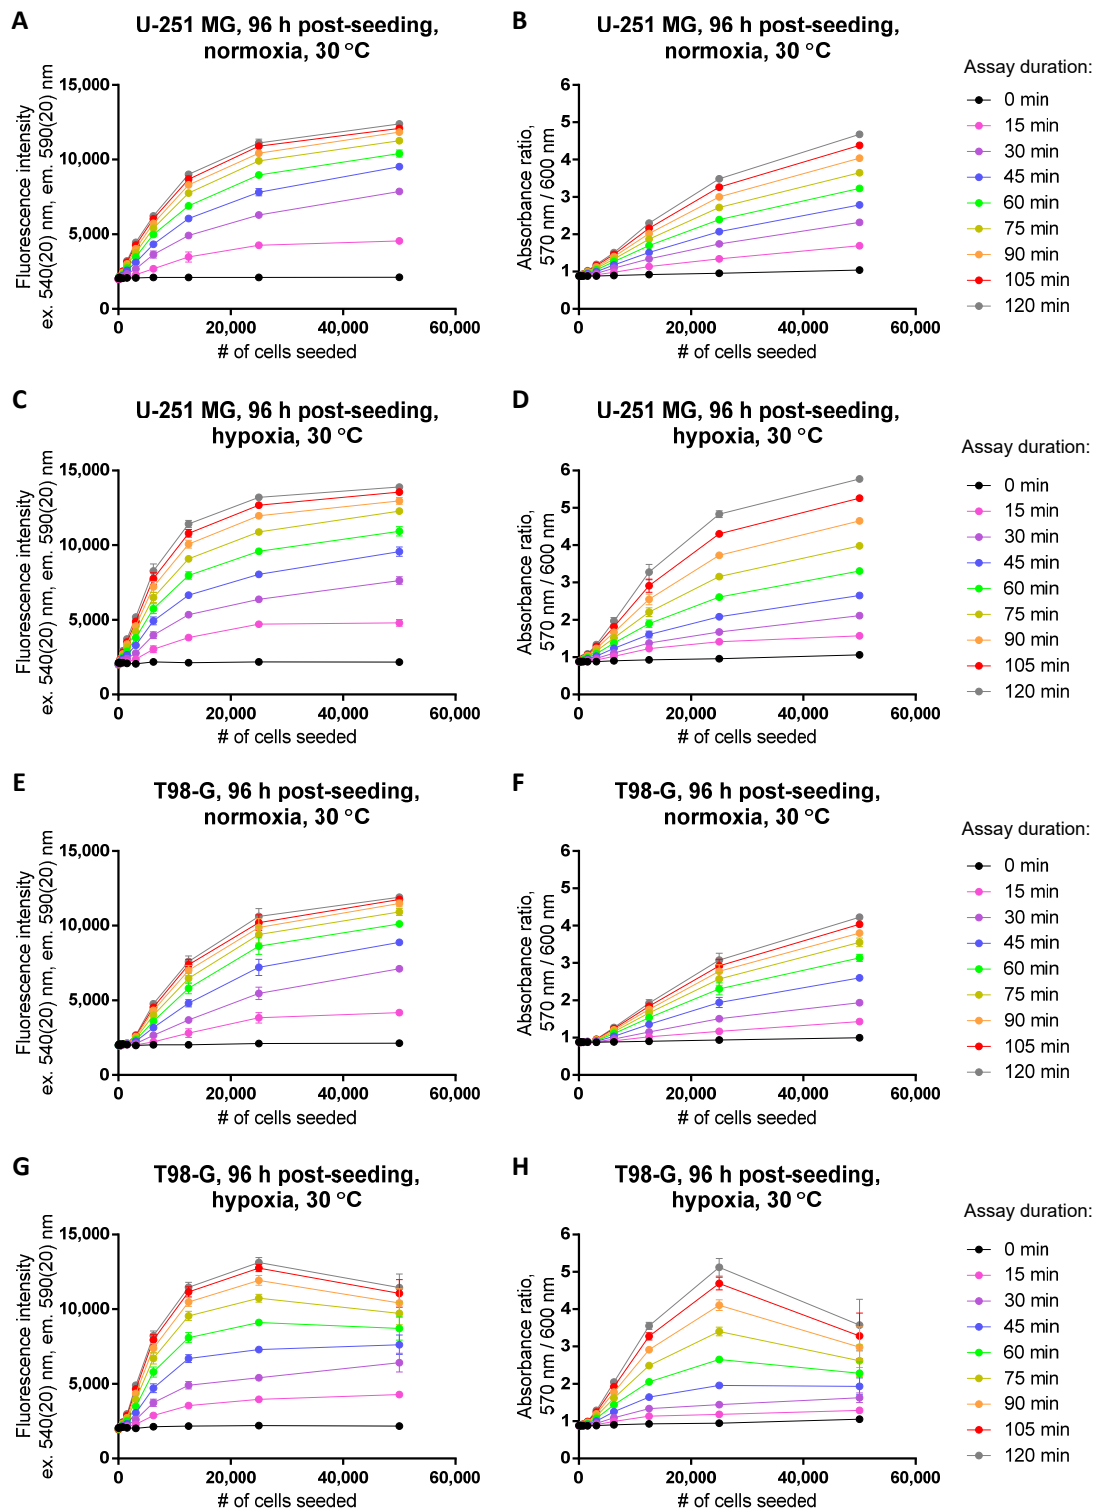 A
U-251 MG, 96 h post-seeding,
normoxia, 30 °C
Fluorescence intensity
ex. 540(20) nm, em. 590(20) nm
15,000
10,000
5,000
0
0 20,000 40,000 60,000
# of cells seeded
B
U-251 MG, 96 h post-seeding,
normoxia, 30 °C
Absorbance ratio,
570 nm / 600 nm
6
5
4
3
2
1
0
0 20,000 40,000 60,000
# of cells seeded
Assay duration:
0 min
15 min
30 min
45 min
60 min
75 min
90 min
105 min
120 min
C
U-251 MG, 96 h post-seeding,
hypoxia, 30 °C
Fluorescence intensity
ex. 540(20) nm, em. 590(20) nm
15,000
10,000
5,000
0
0 20,000 40,000 60,000
# of cells seeded
D
U-251 MG, 96 h post-seeding,
hypoxia, 30 °C
Absorbance ratio,
570 nm / 600 nm
6
5
4
3
2
1
0
0 20,000 40,000 60,000
# of cells seeded
Assay duration:
0 min
15 min
30 min
45 min
60 min
75 min
90 min
105 min
120 min
E
T98-G, 96 h post-seeding,
normoxia, 30 °C
Fluorescence intensity
ex. 540(20) nm, em. 590(20) nm
15,000
10,000
5,000
0
0 20,000 40,000 60,000
# of cells seeded
F
T98-G, 96 h post-seeding,
normoxia, 30 °C
Absorbance ratio,
570 nm / 600 nm
6
5
4
3
2
1
0
0 20,000 40,000 60,000
# of cells seeded
Assay duration:
0 min
15 min
30 min
45 min
60 min
75 min
90 min
105 min
120 min
G
T98-G, 96 h post-seeding,
hypoxia, 30 °C
Fluorescence intensity
ex. 540(20) nm, em. 590(20) nm
15,000
10,000
5,000
0
0 20,000 40,000 60,000
# of cells seeded
H
T98-G, 96 h post-seeding,
hypoxia, 30 °C
Absorbance ratio,
570 nm / 600 nm
6
5
4
3
2
1
0
0 20,000 40,000 60,000
# of cells seeded
Assay duration:
0 min
15 min
30 min
45 min
60 min
75 min
90 min
105 min
120 min